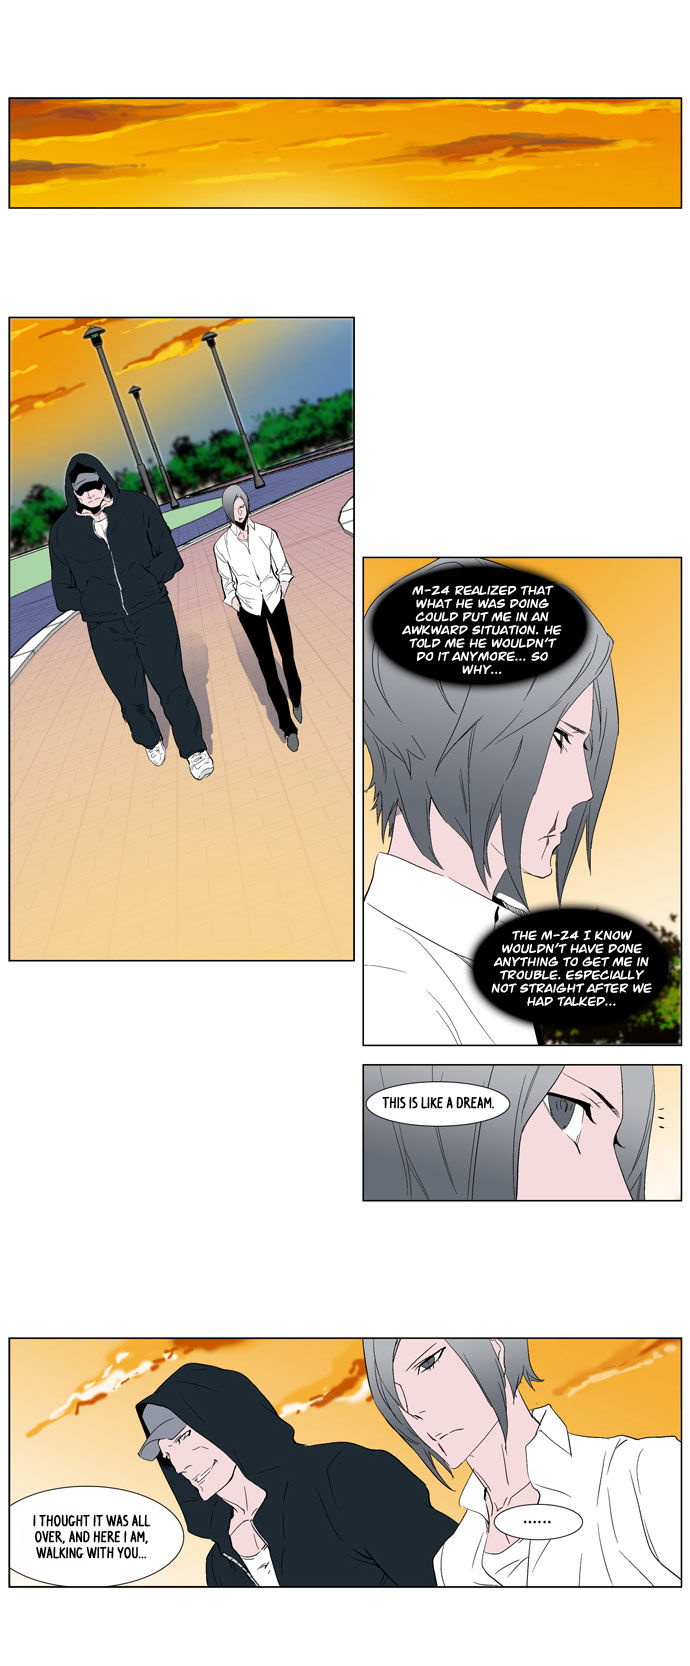 M-24 REALIZED THAT
WHAT HE WAS DOING
COULD PUT ME IN AN
AWKWARD SITUATION. HE
TOLD ME HE WOULDN'T
DO IT ANYMORE... SO
WHY...
THE M-24 I KNOW
WOULDN'T HAVE DONE
ANYTHING TO GET ME IN
TROUBLE. ESPECIALLY
NOT STRAIGHT AFTER WE
HAD TALKED...
THIS IS LIKE A DREAM.
I THOUGHT IT WAS ALL
OVER, AND HERE I AM,
WALKING WITH YOU...
......